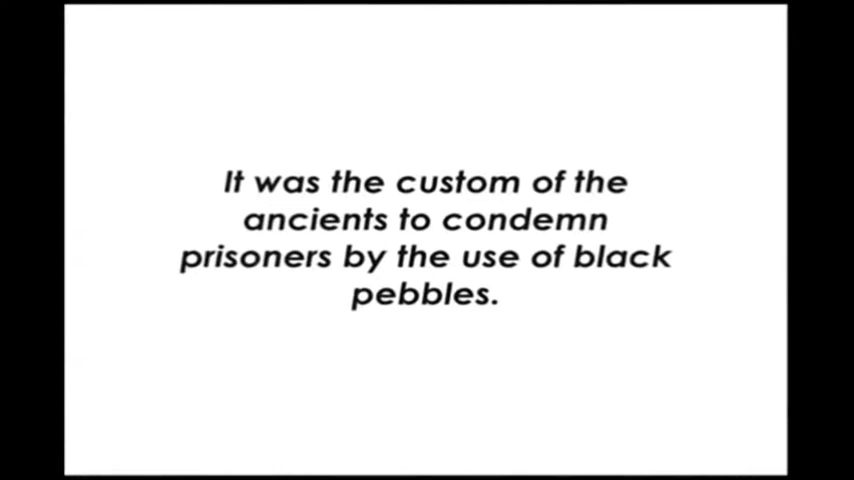 It was the custom of the
ancients to condemn
prisoners by the use of black
pebbles.